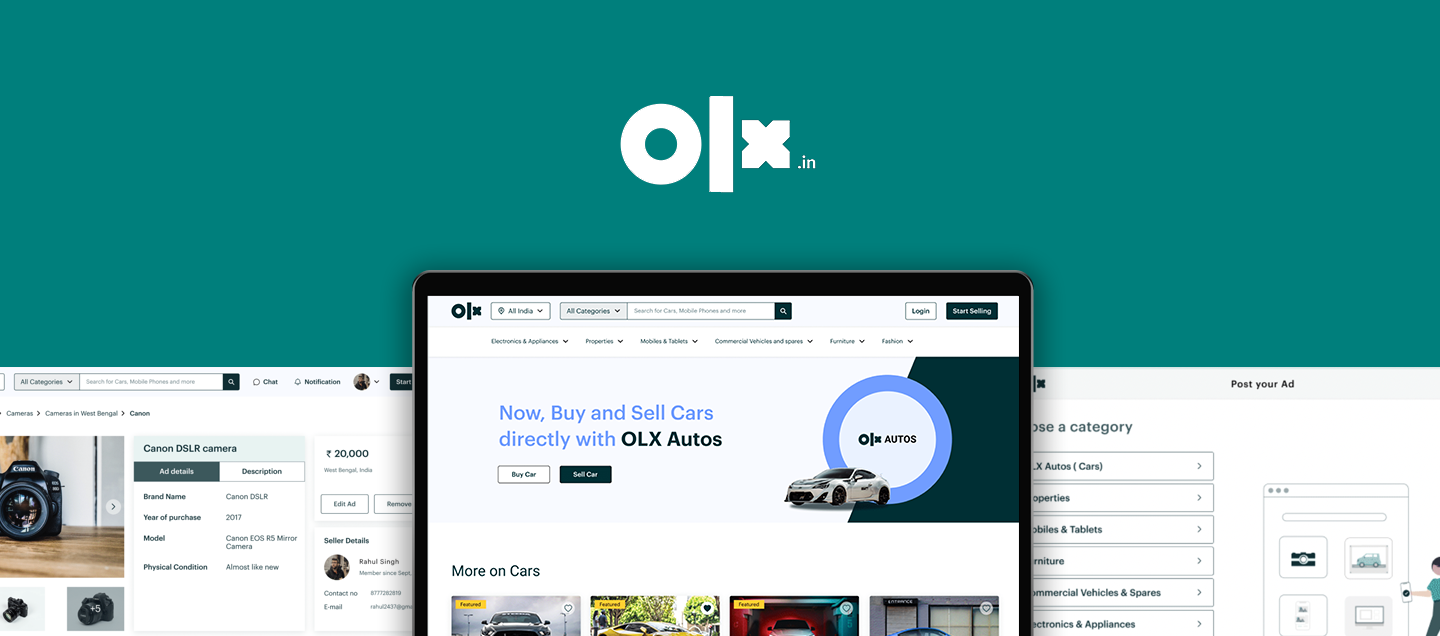 olx .in
olx
All India
All Categories
Search for Cars, Mobile Phones and more
Login
Start Selling
Electronics & Appliances
Properties
Mobiles & Tablets
Commercial Vehicles and spares
Furniture
Fashion
Now, Buy and Sell Cars
directly with OLX Autos
Buy Car
Sell Car
olx AUTOS
More on Cars
Featured
Featured
Featured
ENTRANCE
All Categories
Search for Cars, Mobile Phones and more
Chat
Notification
Start
Cameras > Cameras in West Bengal > Canon
Canon
+5
Canon DSLR camera
Ad details
Description
Brand Name Canon DSLR
Year of purchase 2017
Model Canon EOS R5 Mirror
Camera
Physical Condition Almost like new
₹ 20,000
West Bengal, India
Edit Ad
Remove
Seller Details
Rahul Singh
Member since Sept,
Contact no 8777282819
E-mail rahul2437@gma
lx
Post your Ad
ose a category
LX Autos ( Cars)
operties
obiles & Tablets
rniture
ommercial Vehicles & Spares
ectronics & Appliances